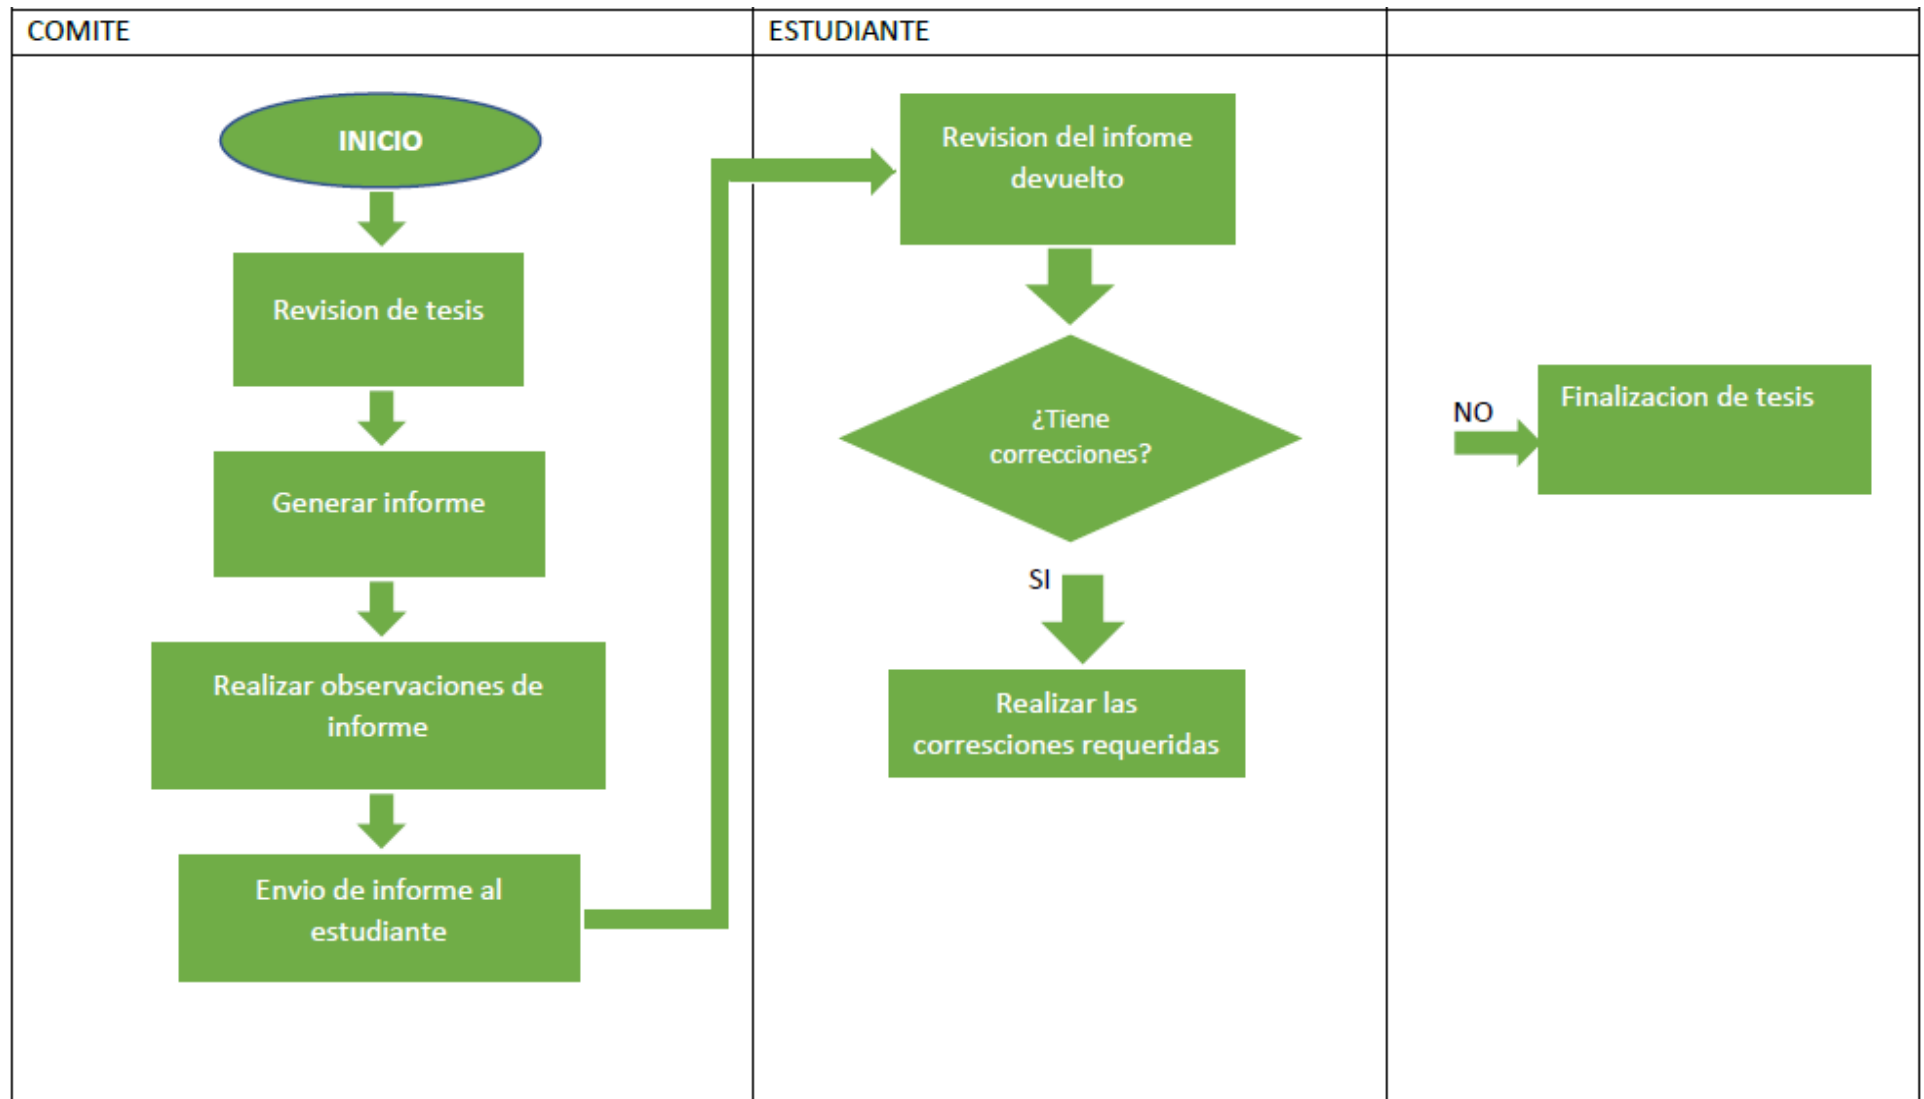 COMITE
ESTUDIANTE
INICIO
Revision de tesis
Generar informe
Realizar observaciones de
informe
Envio de informe al
estudiante
Revision del infome
devuelto
¿Tiene
correcciones?
SI
Realizar las
corresciones requeridas
NO
Finalizacion de tesis